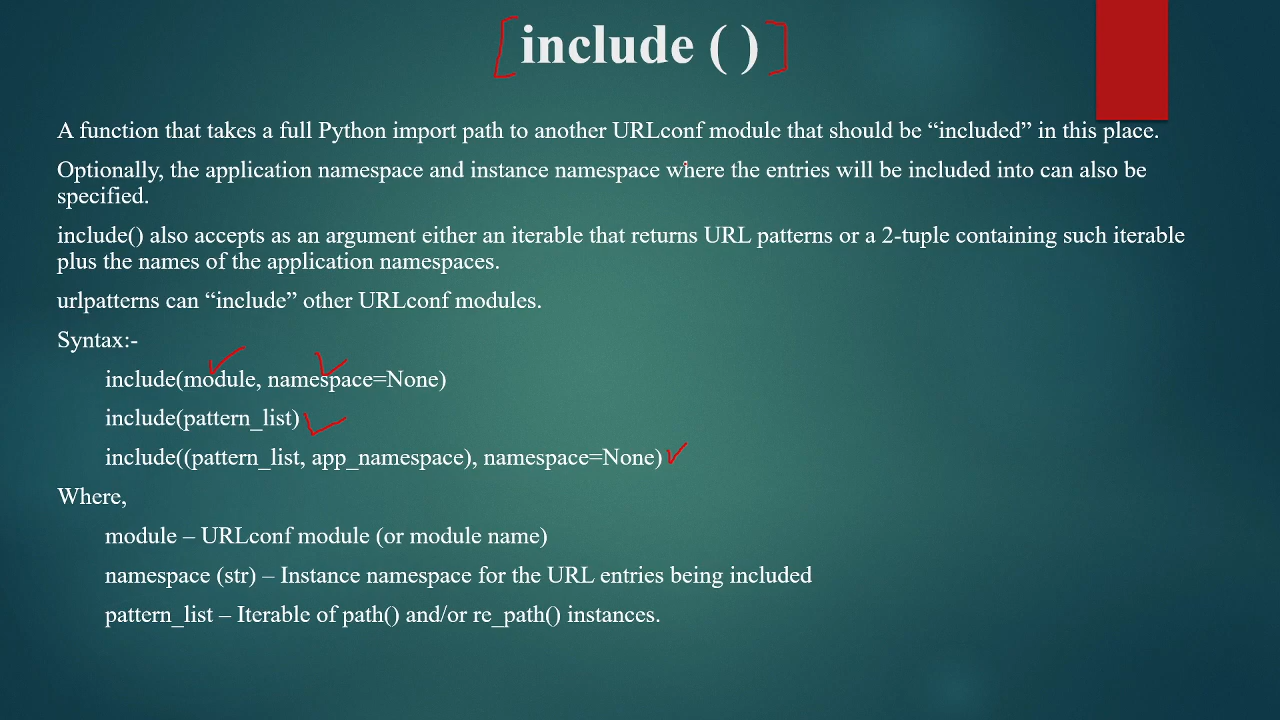 include ( )
A function that takes a full Python import path to another URLconf module that should be “included” in this place.
Optionally, the application namespace and instance namespace where the entries will be included into can also be
specified.
include() also accepts as an argument either an iterable that returns URL patterns or a 2-tuple containing such iterable
plus the names of the application namespaces.
urlpatterns can “include” other URLconf modules.
Syntax:-
include(module, namespace=None)
include(pattern_list)
include((pattern_list, app_namespace), namespace=None)
Where,
module – URLconf module (or module name)
namespace (str) – Instance namespace for the URL entries being included
pattern_list – Iterable of path() and/or re_path() instances.